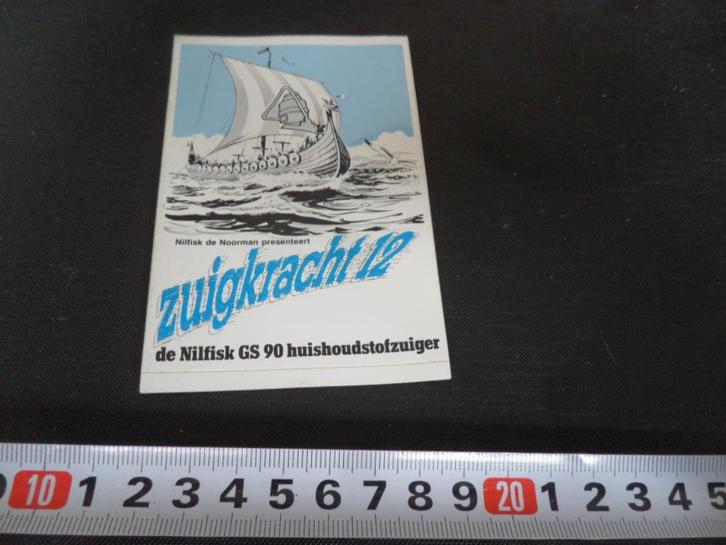 Nilfisk de Noorman presenteert
zuigkracht 12
de Nilfisk GS 90 huishoudstofzuiger
10 1 2 3 4 5 6 7 8 9 20 1 2 3 4 5